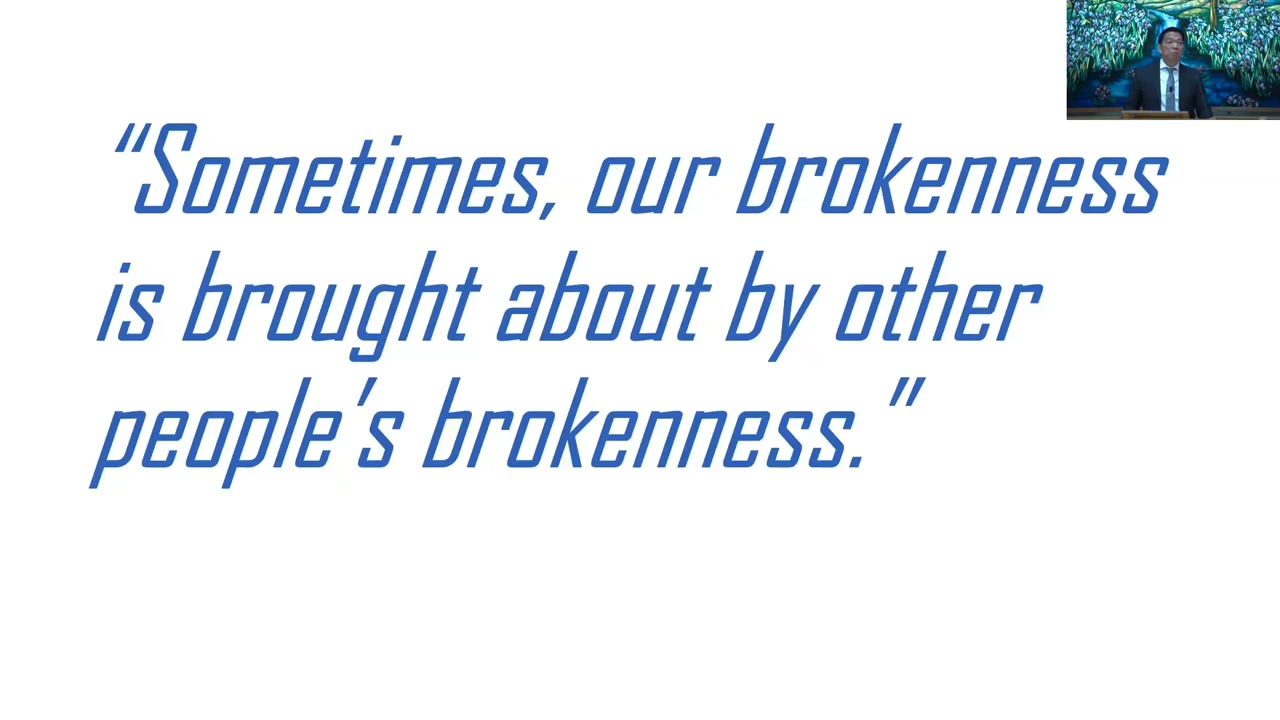 “Sometimes, our brokenness
is brought about by other
people’s brokenness.”